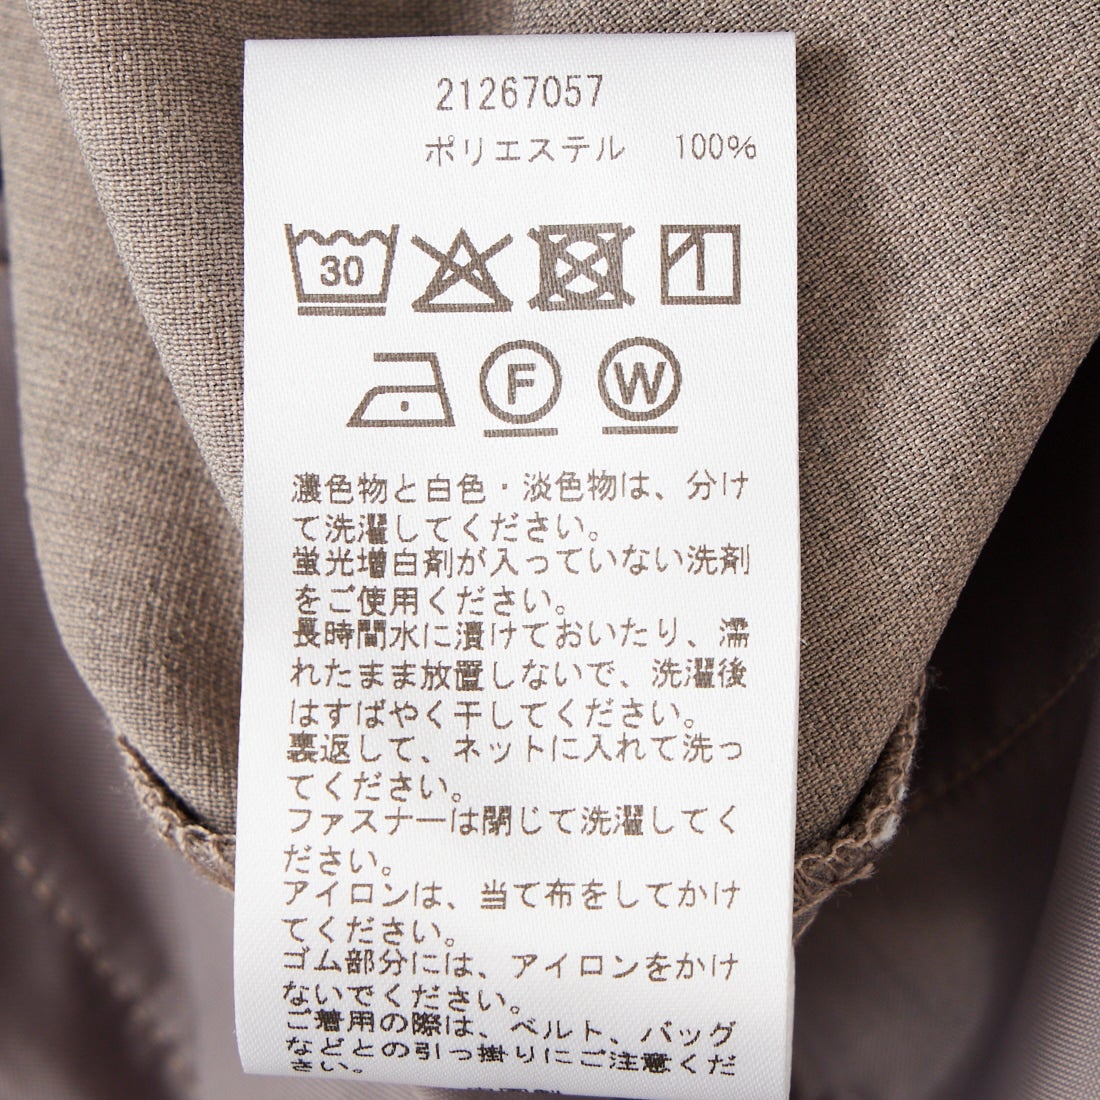 21267057
ポリエステル 100%
30
F W
濃色物と白色・淡色物は、分け
て洗濯してください。
蛍光増白剤が入っていない洗剤
をご使用ください。
長時間水に漬けておいたり、濡
れたまま放置しないで、洗濯後
はすばやく干してください。
裏返して、ネットに入れて洗っ
てください。
ファスナーは閉じて洗濯してく
ださい。
アイロンは、当て布をしてかけ
てください。
ゴム部分には、アイロンをかけ
ないでください。
ご着用の際は、ベルト、バッグ
などとの引っ掛りにご注意くだ
さい。